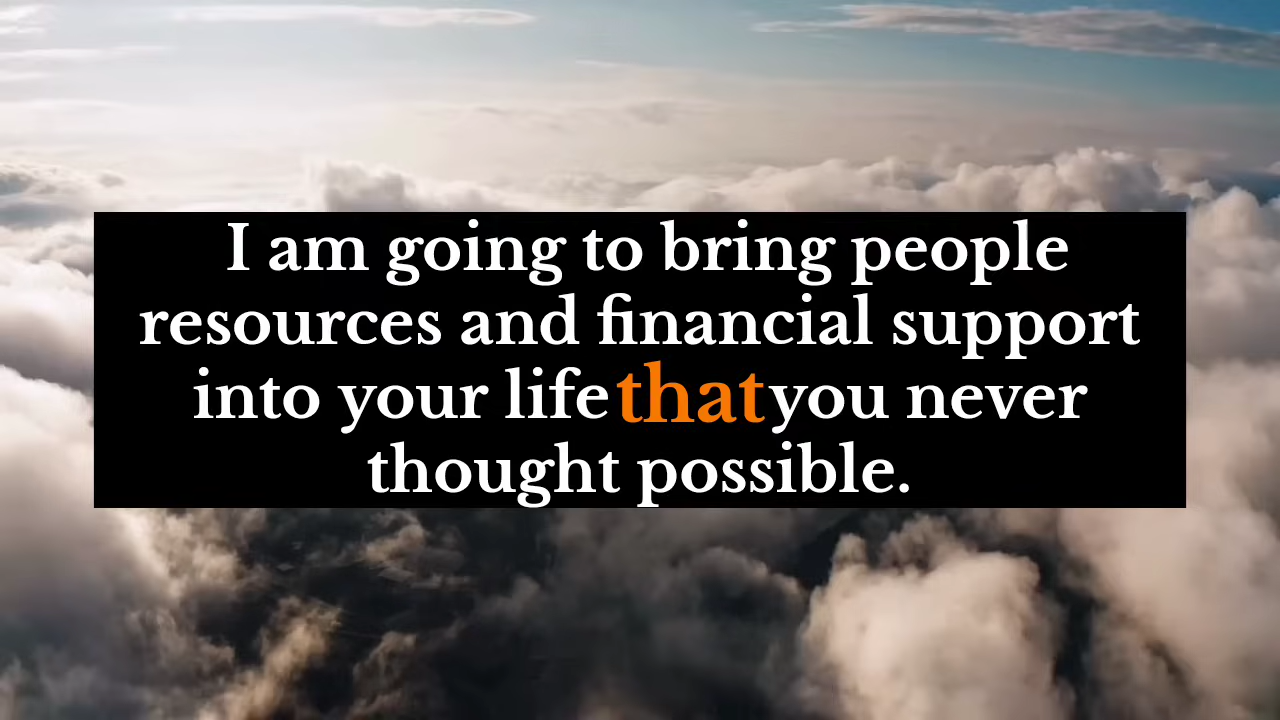 I am going to bring people
resources and financial support
into your life that you never
thought possible.